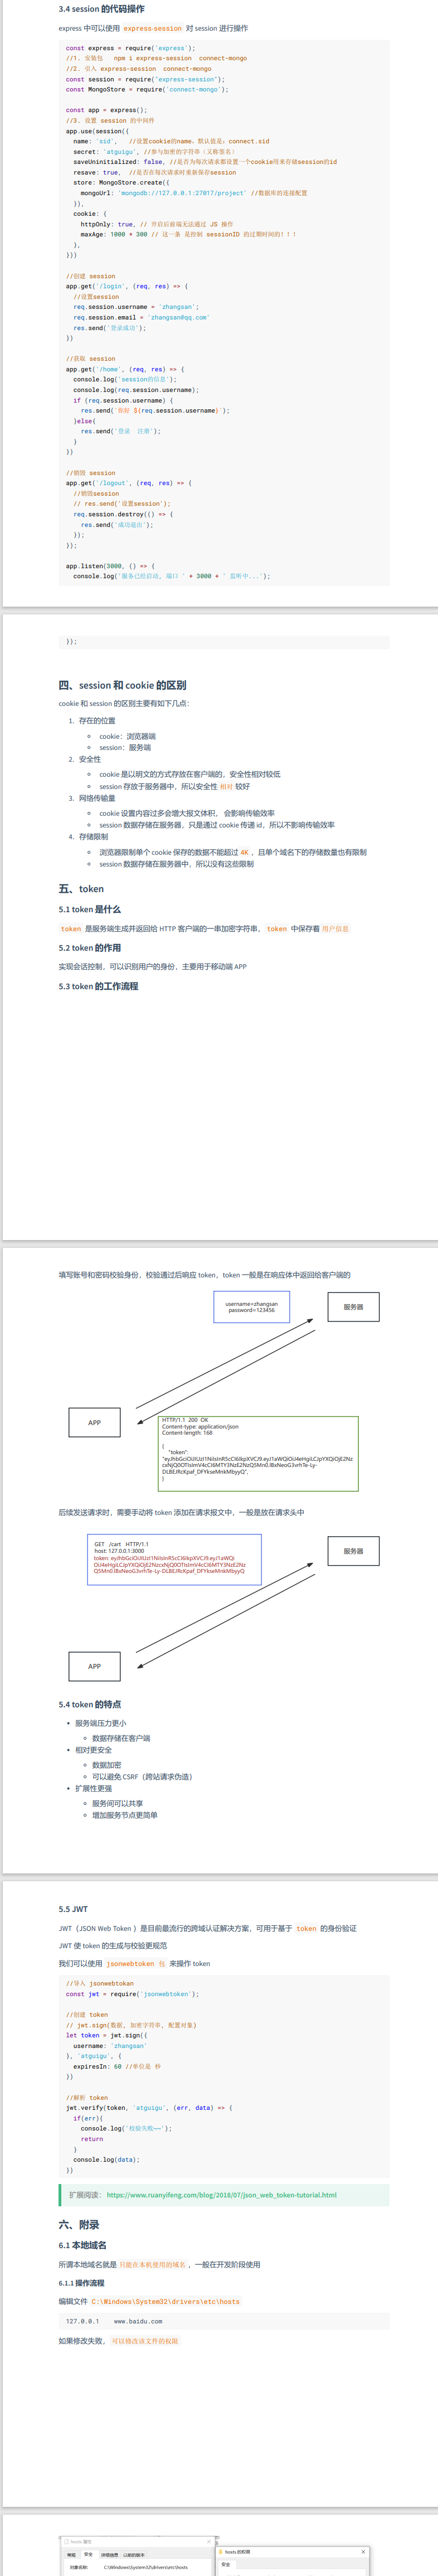 3.4 session 的代码操作
express 中可以使用 express-session 对 session 进行操作
const express = require('express');
//1. 安装包 npm i express-session connect-mongo
//2. 引入 express-session connect-mongo
const session = require("express-session");
const MongoStore = require('connect-mongo');
const app = express();
//3. 设置 session 的中间件
app.use(session({
name: 'sid', //设置cookie的name，默认值是：connect.sid
secret: 'atguigu', //参与加密的字符串（又称签名）
saveUninitialized: false, //是否为每次请求都设置一个cookie用来存储session的id
resave: true, //是否在每次请求时重新保存session
store: MongoStore.create({
mongoUrl: 'mongodb://127.0.0.1:27017/project' //数据库的连接配置
}),
cookie: {
httpOnly: true, // 开启后前端无法通过 JS 操作
maxAge: 1000 * 300 // 这一条 是控制 sessionID 的过期时间的！！！
},
}))
//创建 session
app.get('/login', (req, res) => {
//设置session
req.session.username = 'zhangsan';
req.session.email = 'zhangsan@qq.com'
res.send('登录成功');
})
//获取 session
app.get('/home', (req, res) => {
console.log('session的信息');
console.log(req.session.username);
if (req.session.username) {
res.send(`你好 ${req.session.username}`);
}else{
res.send('登录 注册');
}
})
//销毁 session
app.get('/logout', (req, res) => {
//销毁session
// res.send('设置session');
req.session.destroy(() => {
res.send('成功退出');
});
});
app.listen(3000, () => {
console.log('服务已经启动, 端口 ' + 3000 + ' 监听中...');
});
四、session 和 cookie 的区别
cookie 和 session 的区别主要有如下几点：
1. 存在的位置
cookie：浏览器端
session：服务端
2. 安全性
cookie 是以明文的方式存放在客户端的，安全性相对较低
session 存放于服务器中，所以安全性 相对 较好
3. 网络传输量
cookie 设置内容过多会增大报文体积， 会影响传输效率
session 数据存储在服务器，只是通过 cookie 传递 id，所以不影响传输效率
4. 存储限制
浏览器限制单个 cookie 保存的数据不能超过 4K ，且单个域名下的存储数量也有限制
session 数据存储在服务器中，所以没有这些限制
五、token
5.1 token 是什么
token 是服务端生成并返回给 HTTP 客户端的一串加密字符串， token 中保存着 用户信息
5.2 token 的作用
实现会话控制，可以识别用户的身份，主要用于移动端 APP
5.3 token 的工作流程
填写账号和密码校验身份，校验通过后响应 token，token 一般是在响应体中返回给客户端的
username=zhangsan
password=123456
服务器
APP
HTTP/1.1 200 OK
Content-type: application/json
Content-length: 168
{
"token":
}
后续发送请求时，需要手动将 token 添加在请求报文中，一般是放在请求头中
GET /cart HTTP/1.1
host: 127.0.0.1:3000
token:
服务器
APP
5.4 token 的特点
服务端压力更小
数据存储在客户端
相对更安全
数据加密
可以避免 CSRF（跨站请求伪造）
扩展性更强
服务间可以共享
增加服务节点更简单
5.5 JWT
JWT（JSON Web Token ）是目前最流行的跨域认证解决方案，可用于基于 token 的身份验证
JWT 使 token 的生成与校验更规范
我们可以使用 jsonwebtoken 包 来操作 token
//导入 jsonwebtokan
const jwt = require('jsonwebtoken');
//创建 token
// jwt.sign(数据, 加密字符串, 配置对象)
let token = jwt.sign({
username: 'zhangsan'
}, 'atguigu', {
expiresIn: 60 //单位是 秒
})
//解析 token
jwt.verify(token, 'atguigu', (err, data) => {
if(err){
console.log('校验失败~~');
return
}
console.log(data);
})
扩展阅读：https://www.ruanyifeng.com/blog/2018/07/json_web_token-tutorial.html
六、附录
6.1 本地域名
所谓本地域名就是 只能在本机使用的域名 ，一般在开发阶段使用
6.1.1 操作流程
编辑文件 C:\Windows\System32\drivers\etc\hosts
127.0.0.1 www.baidu.com
如果修改失败， 可以修改该文件的权限
hosts 属性
常规 安全 详细信息 以前的版本
对象名称: C:\Windows\System32\drivers\etc\hosts
hosts 的权限
安全